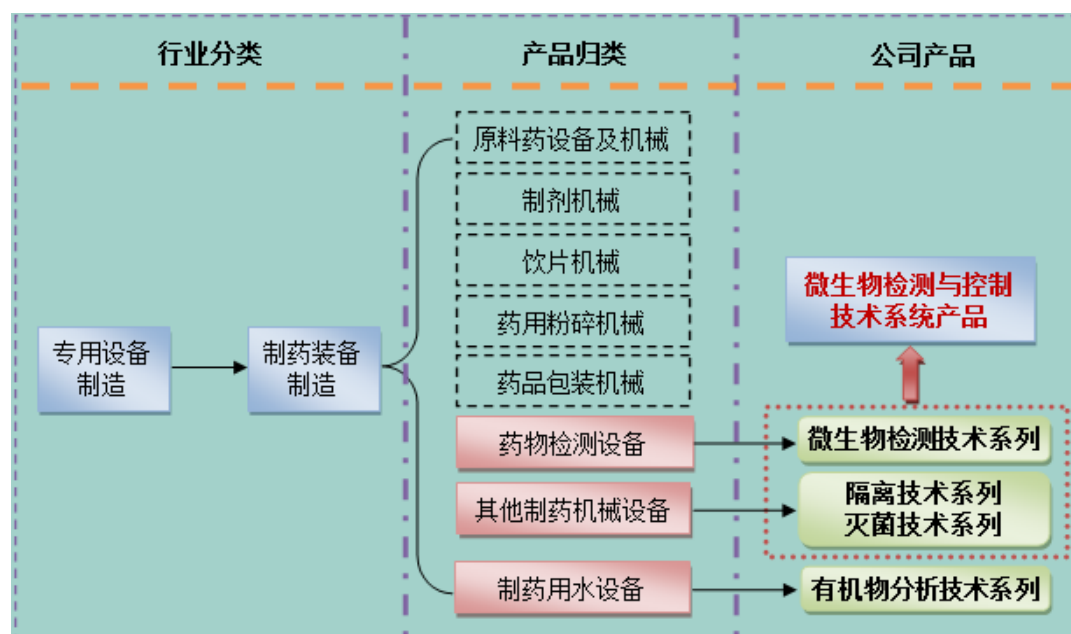 行业分类
产品归类
公司产品
原料药设备及机械
制剂机械
饮片机械
药用粉碎机械
药品包装机械
专用设备
制造
制药装备
制造
药物检测设备
其他制药机械设备
制药用水设备
微生物检测与控制
技术系统产品
微生物检测技术系列
隔离技术系列
灭菌技术系列
有机物分析技术系列